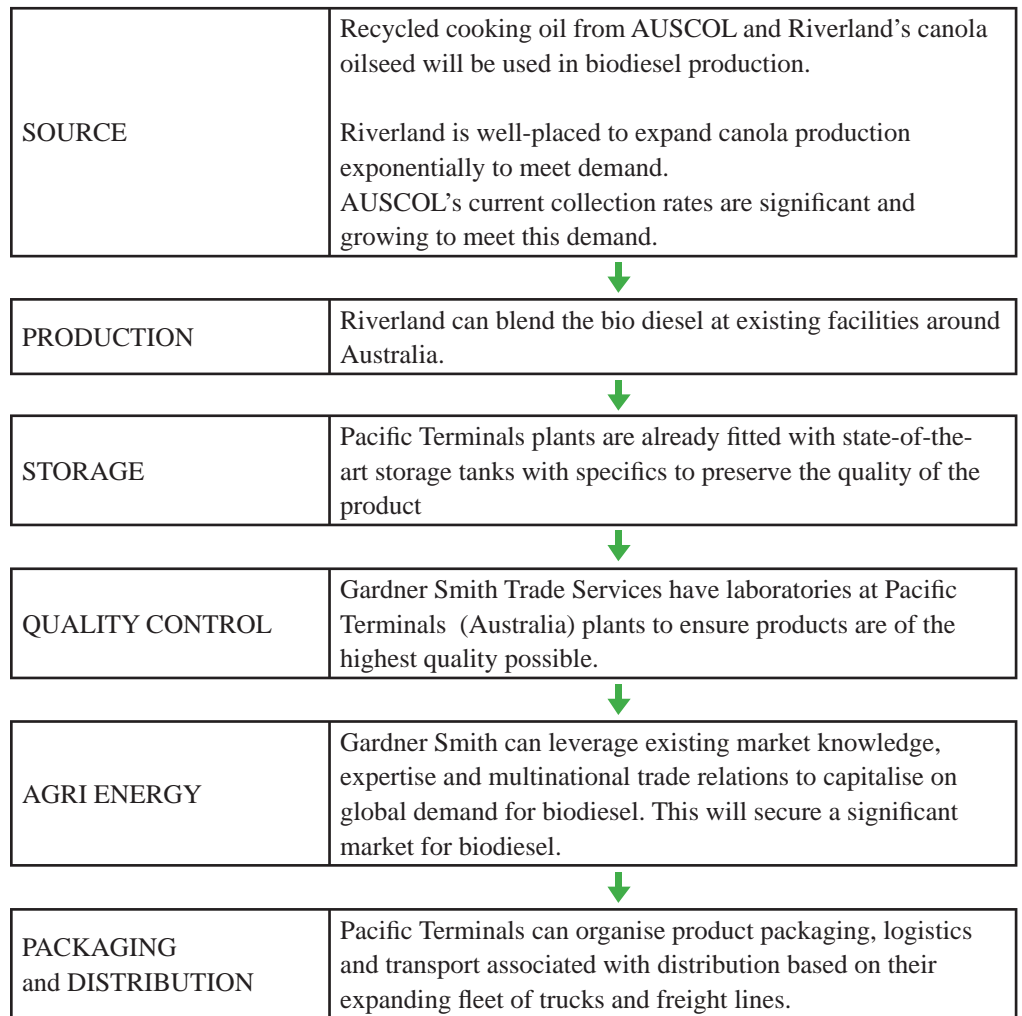 SOURCE
Recycled cooking oil from AUSCOL and Riverland’s canola
oilseed will be used in biodiesel production.
Riverland is well-placed to expand canola production
exponentially to meet demand.
AUSCOL’s current collection rates are significant and
growing to meet this demand.
PRODUCTION
Riverland can blend the bio diesel at existing facilities around
Australia.
STORAGE
Pacific Terminals plants are already fitted with state-of-the-
art storage tanks with specifics to preserve the quality of the
product
QUALITY CONTROL
Gardner Smith Trade Services have laboratories at Pacific
Terminals (Australia) plants to ensure products are of the
highest quality possible.
AGRI ENERGY
Gardner Smith can leverage existing market knowledge,
expertise and multinational trade relations to capitalise on
global demand for biodiesel. This will secure a significant
market for biodiesel.
PACKAGING
and DISTRIBUTION
Pacific Terminals can organise product packaging, logistics
and transport associated with distribution based on their
expanding fleet of trucks and freight lines.